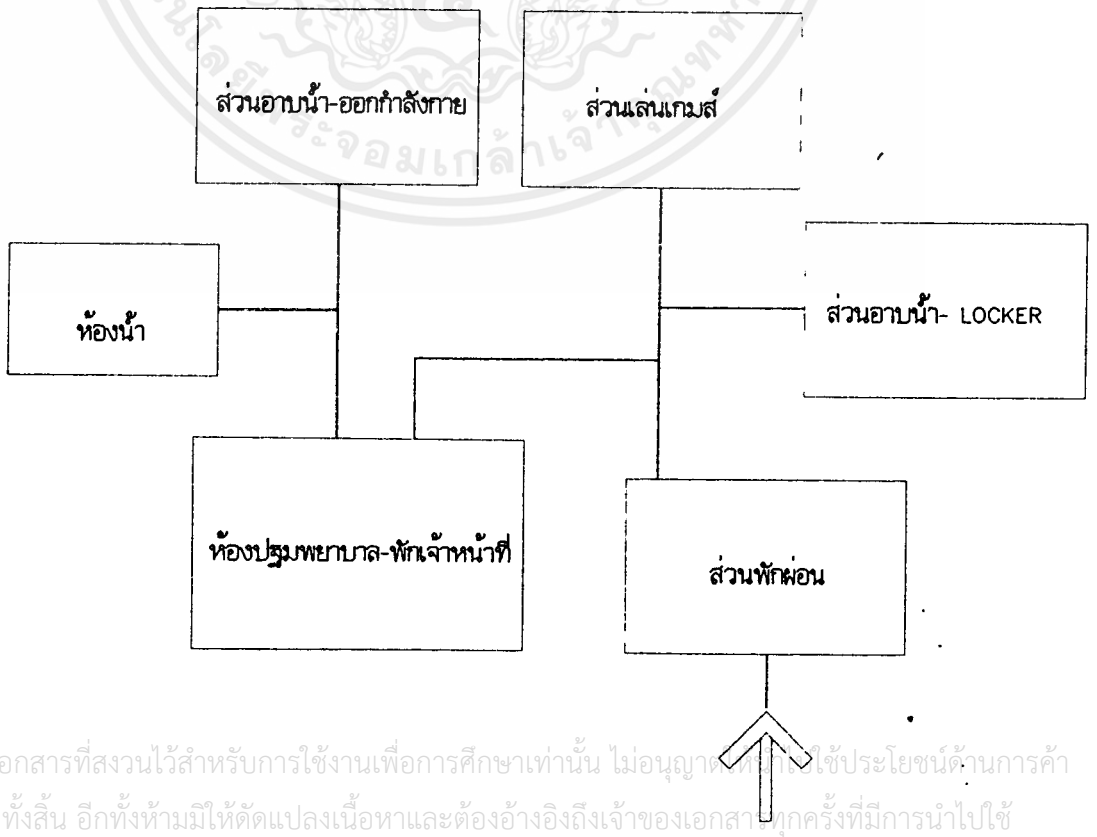 ส่วนอาบน้ำ-ออกกำลังกาย
ส่วนเล่นเกมส์
ห้องน้ำ
ส่วนอาบน้ำ- LOCKER
ห้องปฐมพยาบาล-พักเจ้าหน้าที่
ส่วนพักผ่อน
อกสารที่สงวนไว้สำหรับการใช้งานเพื่อการศึกษาเท่านั้น ไม่อนุญาตให้นำไปใช้ประโยชน์ด้านการค้า
ทั้งสิ้น อีกทั้งห้ามมิให้ดัดแปลงเนื้อหาและต้องอ้างอิงถึงเจ้าของเอกสารทุกครั้งที่มีการนำไปใช้